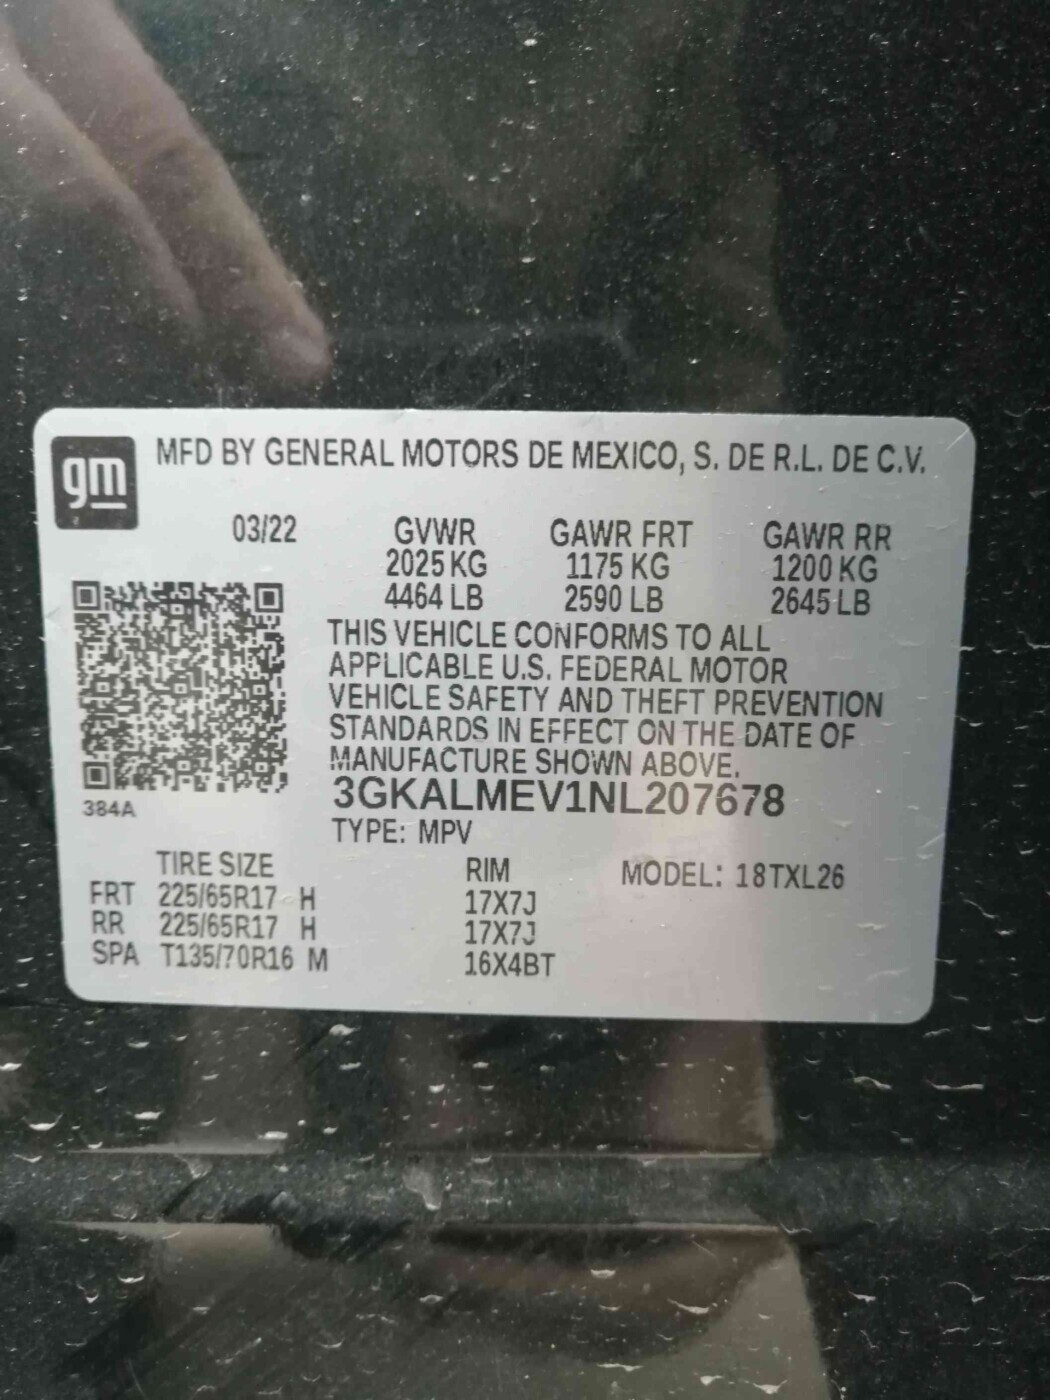 gm
MFD BY GENERAL MOTORS DE MEXICO, S. DE R.L. DE C.V.
03/22 GVWR GAWR FRT GAWR RR
2025 KG 1175 KG 1200 KG
4464 LB 2590 LB 2645 LB
THIS VEHICLE CONFORMS TO ALL
APPLICABLE U.S. FEDERAL MOTOR
VEHICLE SAFETY AND THEFT PREVENTION
STANDARDS IN EFFECT ON THE DATE OF
MANUFACTURE SHOWN ABOVE.
3GKALMEV1NL207678
384A
TYPE: MPV
TIRE SIZE RIM MODEL: 18TXL26
FRT 225/65R17 H 17X7J
RR 225/65R17 H 17X7J
SPA T135/70R16 M 16X4BT